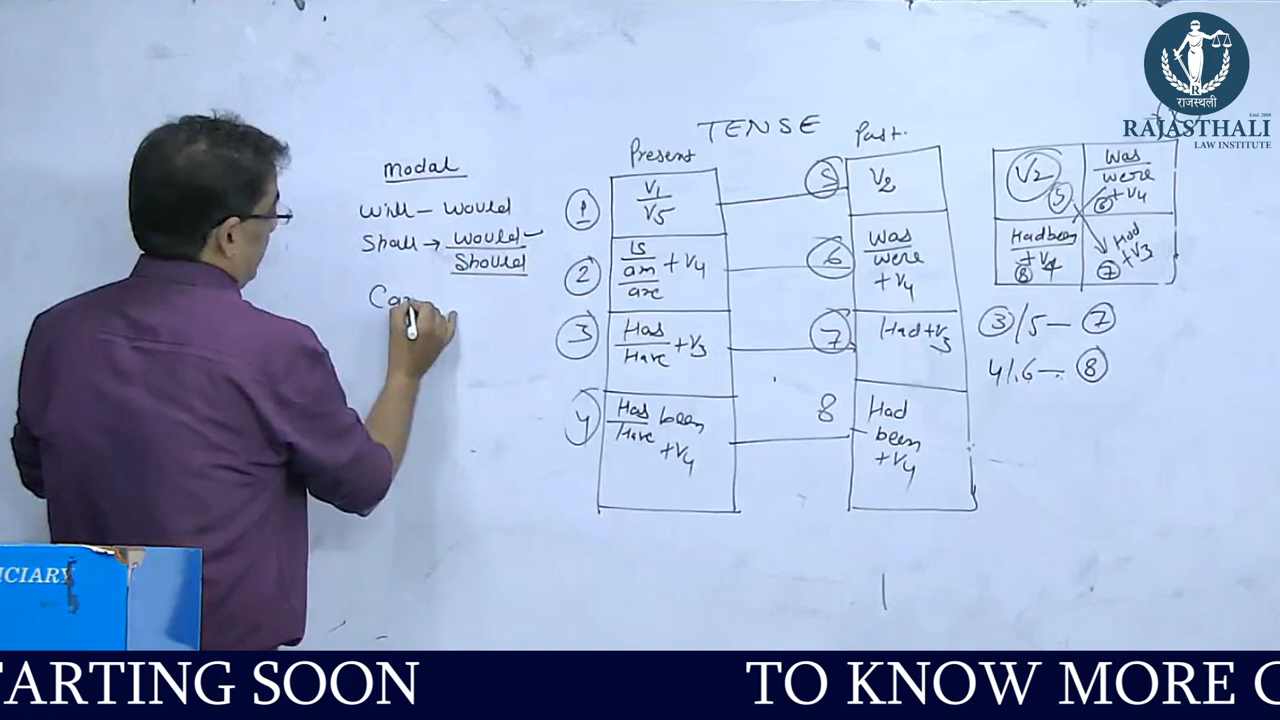 TENSE
modal
will - would
Shall → would
Should
Can
Present
1
V1
V5
2
is
am
are
+ V4
3
Has
Have
+V3
4
Has
Have
been
+V4
Past.
5
V2
6
Was
were
+V4
7
Had+V3
8
Had
been
+V4
V2
5
Was
were
+V4
6
Had been
+V4
8
Had
+V3
7
3/5 - 7
4/6 - 8
राजस्थली
Estd. 2000
RAJASTHALI
LAW INSTITUTE
ICIARY
TARTING SOON
TO KNOW MORE C